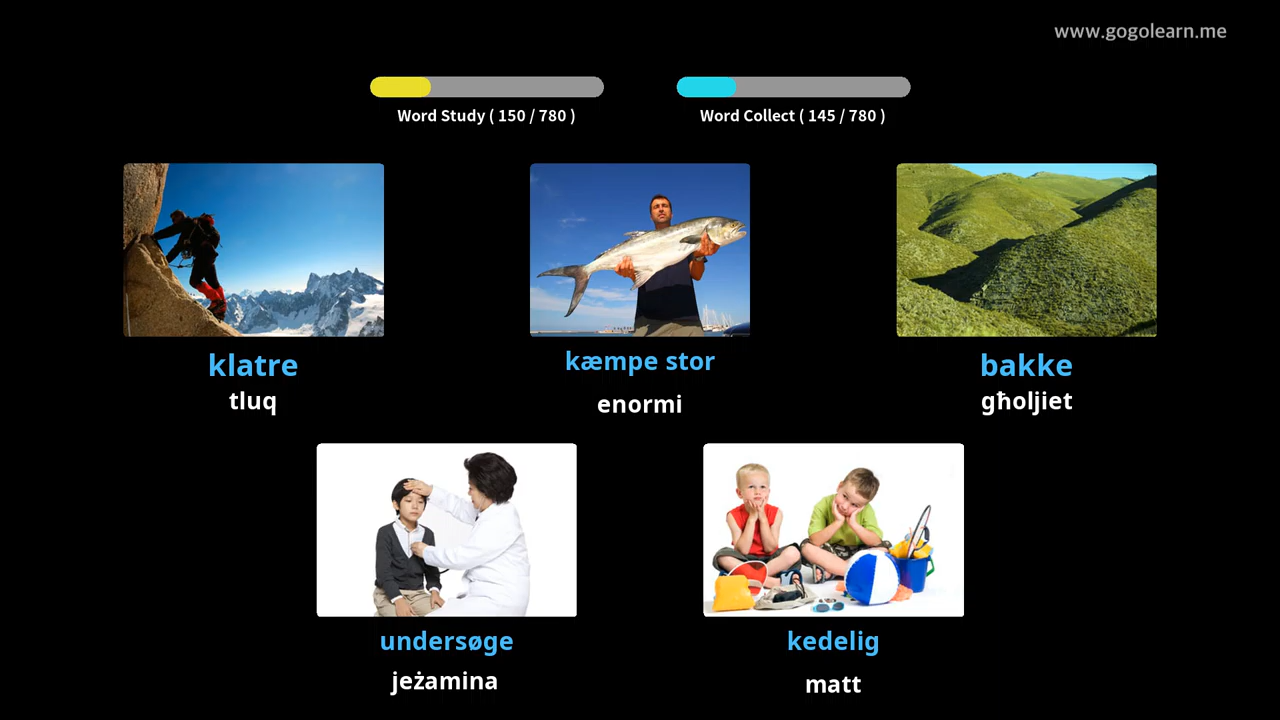 www.gogolearn.me
Word Study ( 150 / 780 )
Word Collect ( 145 / 780 )
klatre
tluq
kæmpe stor
enormi
bakke
għoljiet
undersøge
jeżamina
kedelig
matt